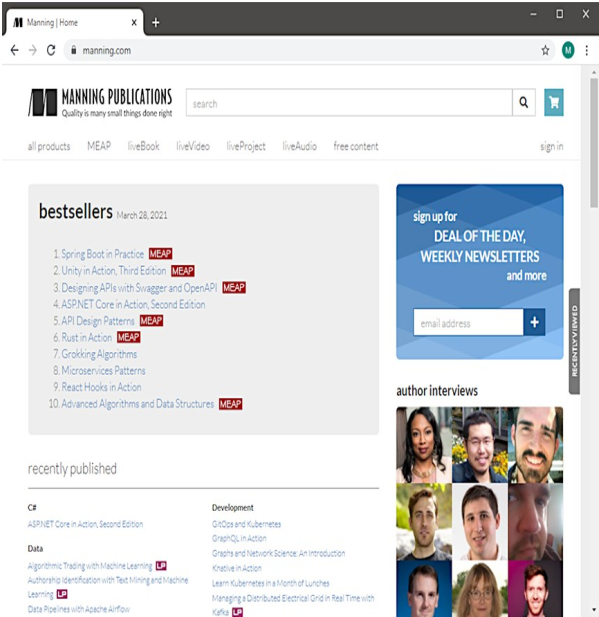 Manning | Home
manning.com
M
MANNING PUBLICATIONS
Quality is many small things done right
search
all products MEAP liveBook liveVideo liveProject liveAudio free content sign in
bestsellers March 28, 2021
1. Spring Boot in Practice MEAP
2. Unity in Action, Third Edition MEAP
3. Designing APIs with Swagger and OpenAPI MEAP
4. ASP.NET Core in Action, Second Edition
5. API Design Patterns MEAP
6. Rust in Action MEAP
7. Grokking Algorithms
8. Microservices Patterns
9. React Hooks in Action
10. Advanced Algorithms and Data Structures MEAP
sign up for
DEAL OF THE DAY,
WEEKLY NEWSLETTERS
and more
email address +
RECENTLY VIEWED
author interviews
recently published
C#
ASP.NET Core in Action, Second Edition
Data
Algorithmic Trading with Machine Learning LP
Authorship Identification with Text Mining and Machine
Learning LP
Data Pipelines with Apache Airflow
Development
GitOps and Kubernetes
GraphQL in Action
Graphs and Network Science: An Introduction
Knative in Action
Learn Kubernetes in a Month of Lunches
Managing a Distributed Electrical Grid in Real Time with
Kafka LP